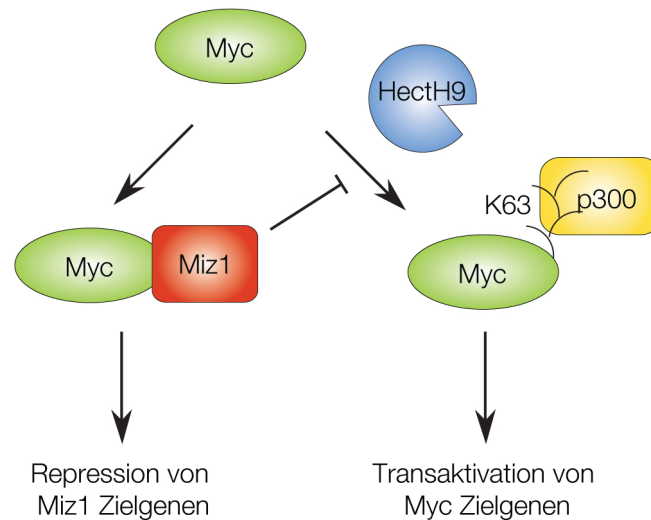 Myc
HectH9
K63
p300
Myc
Miz1
Myc
Repression von
Miz1 Zielgenen
Transaktivation von
Myc Zielgenen